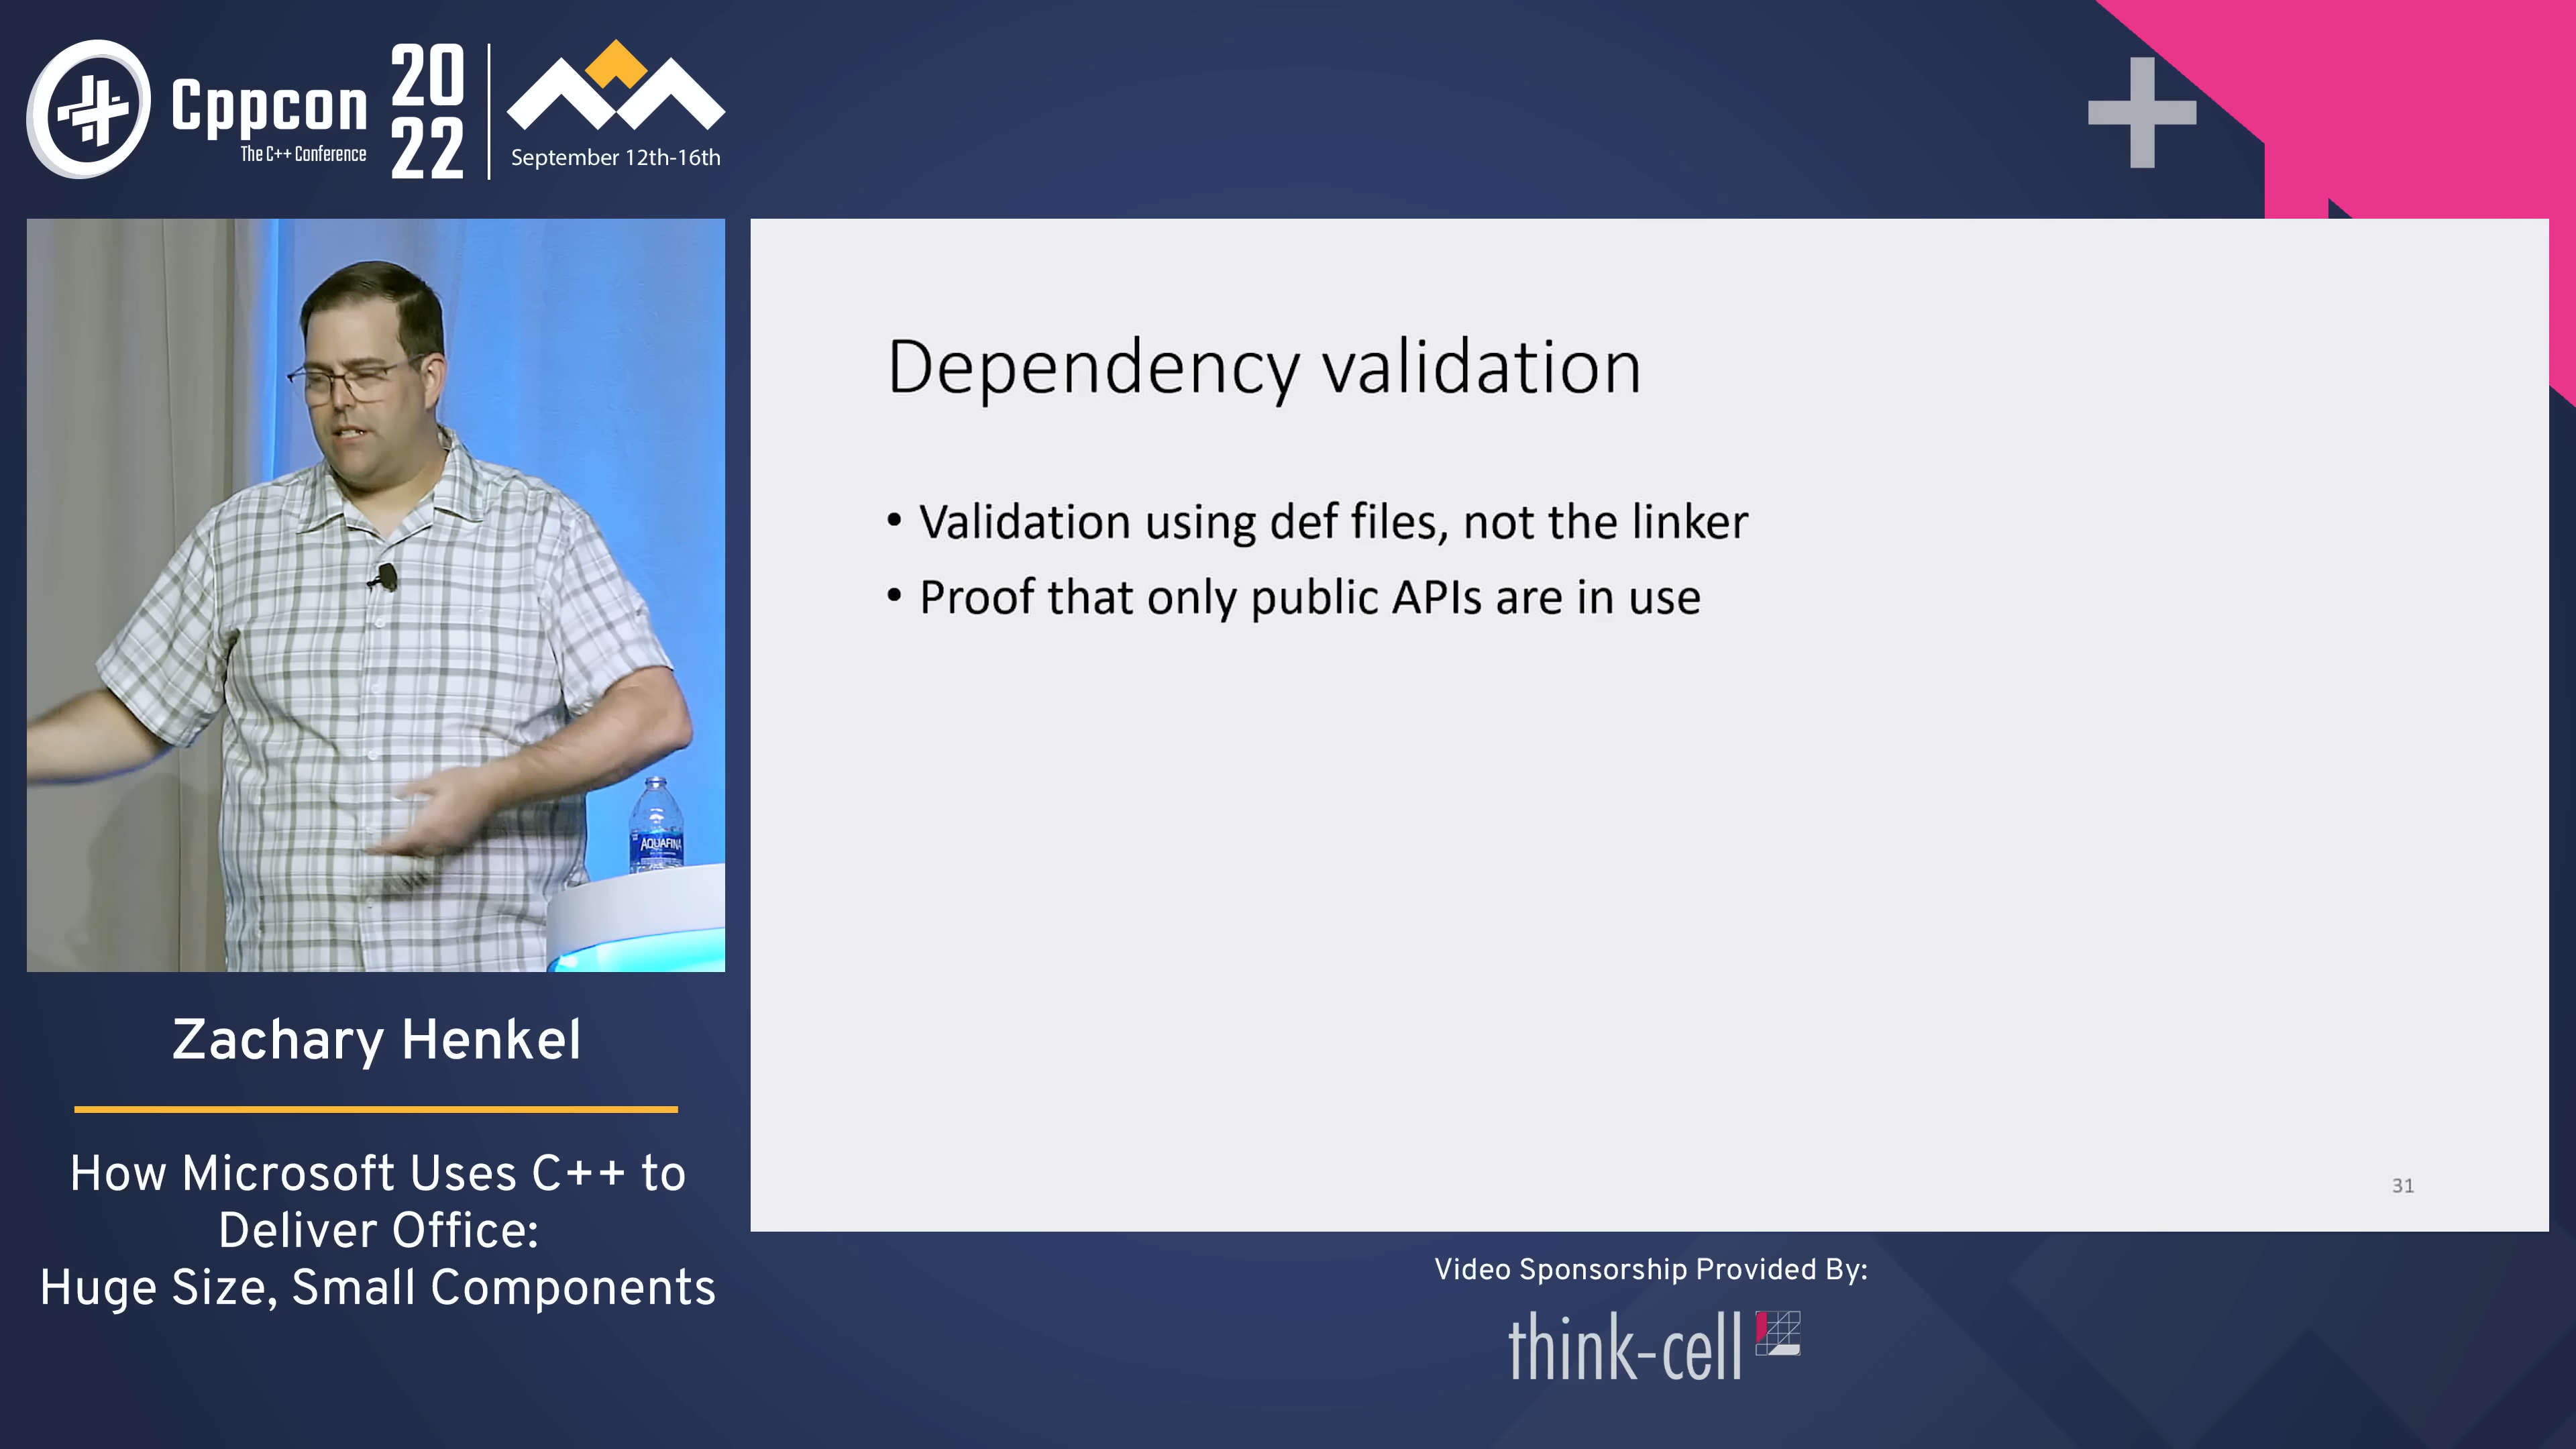 Cppcon
The C++ Conference
20
22
September 12th-16th
Dependency validation
• Validation using def files, not the linker
• Proof that only public APIs are in use
31
AQUAFINA
Zachary Henkel
How Microsoft Uses C++ to
Deliver Office:
Huge Size, Small Components
Video Sponsorship Provided By:
think-cell